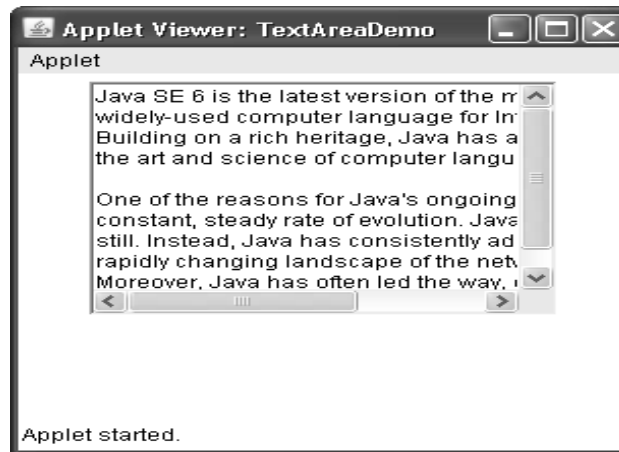 Applet Viewer: TextAreaDemo
Applet
Java SE 6 is the latest version of the m
widely-used computer language for In
Building on a rich heritage, Java has a
the art and science of computer langu
One of the reasons for Java's ongoing
constant, steady rate of evolution. Java
still. Instead, Java has consistently ad
rapidly changing landscape of the netw
Moreover, Java has often led the way,
Applet started.